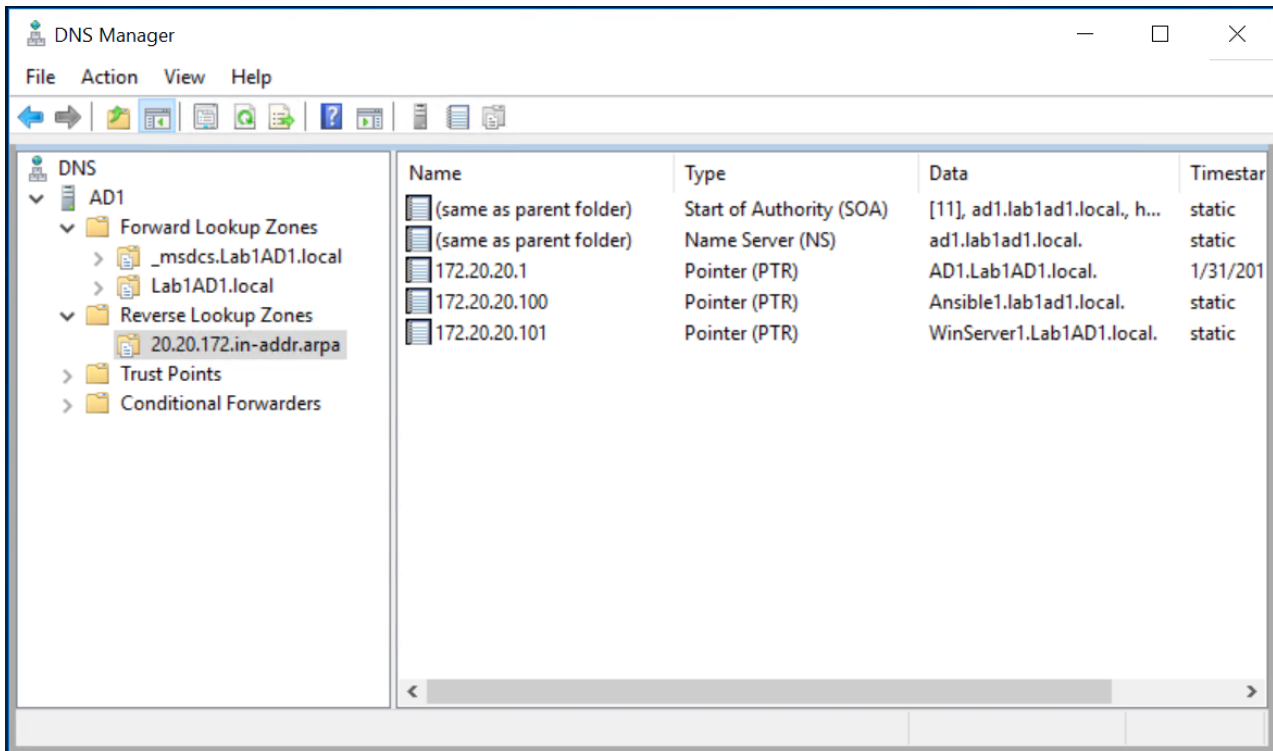 DNS Manager
File Action View Help
DNS
AD1
Forward Lookup Zones
_msdcs.Lab1AD1.local
Lab1AD1.local
Reverse Lookup Zones
20.20.172.in-addr.arpa
Trust Points
Conditional Forwarders
Name Type Data Timestar
(same as parent folder) Start of Authority (SOA) [11], ad1.lab1ad1.local., h... static
(same as parent folder) Name Server (NS) ad1.lab1ad1.local. static
172.20.20.1 Pointer (PTR) AD1.Lab1AD1.local. 1/31/201
172.20.20.100 Pointer (PTR) Ansible1.lab1ad1.local. static
172.20.20.101 Pointer (PTR) WinServer1.Lab1AD1.local. static